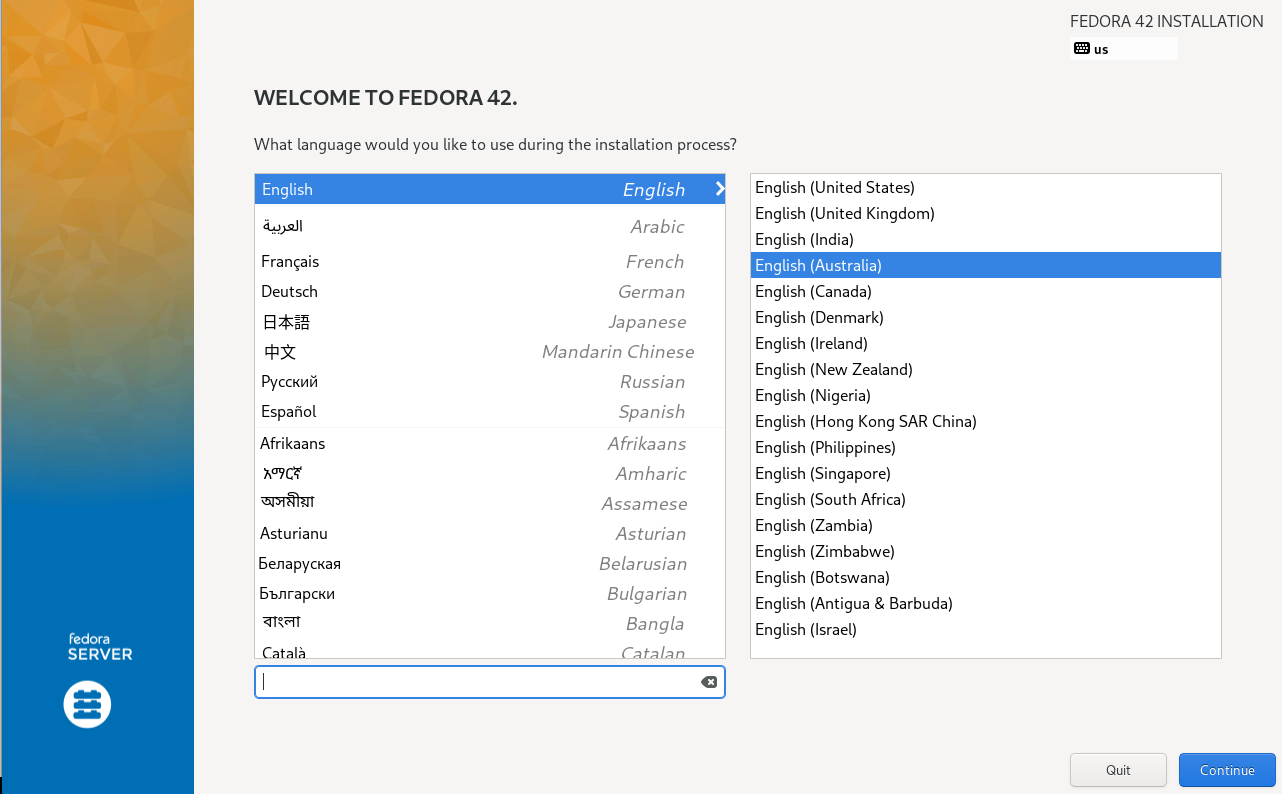 FEDORA 42 INSTALLATION
us
WELCOME TO FEDORA 42.
What language would you like to use during the installation process?
English English
العربية Arabic
Français French
Deutsch German
日本語 Japanese
中文 Mandarin Chinese
Русский Russian
Español Spanish
Afrikaans Afrikaans
አማርኛ Amharic
অসমীয়া Assamese
Asturianu Asturian
Беларуская Belarusian
Български Bulgarian
বাংলা Bangla
Català Catalan
English (United States)
English (United Kingdom)
English (India)
English (Australia)
English (Canada)
English (Denmark)
English (Ireland)
English (New Zealand)
English (Nigeria)
English (Hong Kong SAR China)
English (Philippines)
English (Singapore)
English (South Africa)
English (Zambia)
English (Zimbabwe)
English (Botswana)
English (Antigua & Barbuda)
English (Israel)
fedora
SERVER
Quit
Continue